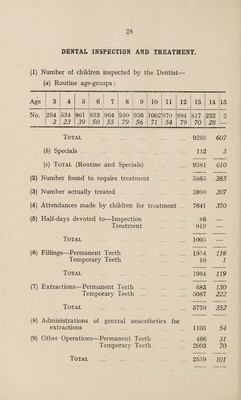 28
DENTAL INSPECTION AND TREATMENT.
(1) Number of children inspected by the Dentist—
(a) Routine age-groups:
Age 3 4 5 6 7 8 9 10 11 12 13 14 15
No. 254 534 861 933 904 930 936 1002 970 894 817 232 2
3 23 39 50 55 79 56 71 54 79 70 28 —
TOTAL 9269 607
(b) Specials 112 3
(c) TOTAL (Routine and Specials) 9381 610
(2) Number found to require treatment 5865 385
(3) Number actually treated 3990 207
(4) Attendances made by children for treatment 7641 370
(5) Half-days devoted to—Inspection 86 —
Treatment 919 —
TOTAL 1005 —
(6) Fillings—Permanent Teeth 1954 118
Temporary Teeth 10 1
TOTAL 1964 119
(7) Extractions—Permanent Teeth 683 130
Temporary Teeth 5087 222
TOTAL 5770 352
(8) Administrations of general anaesthetics for
extractions 1105 54
(9) Other Operations—Permanent Teeth 466 31
Temporary Teeth 2093 70
TOTAL 2559 101